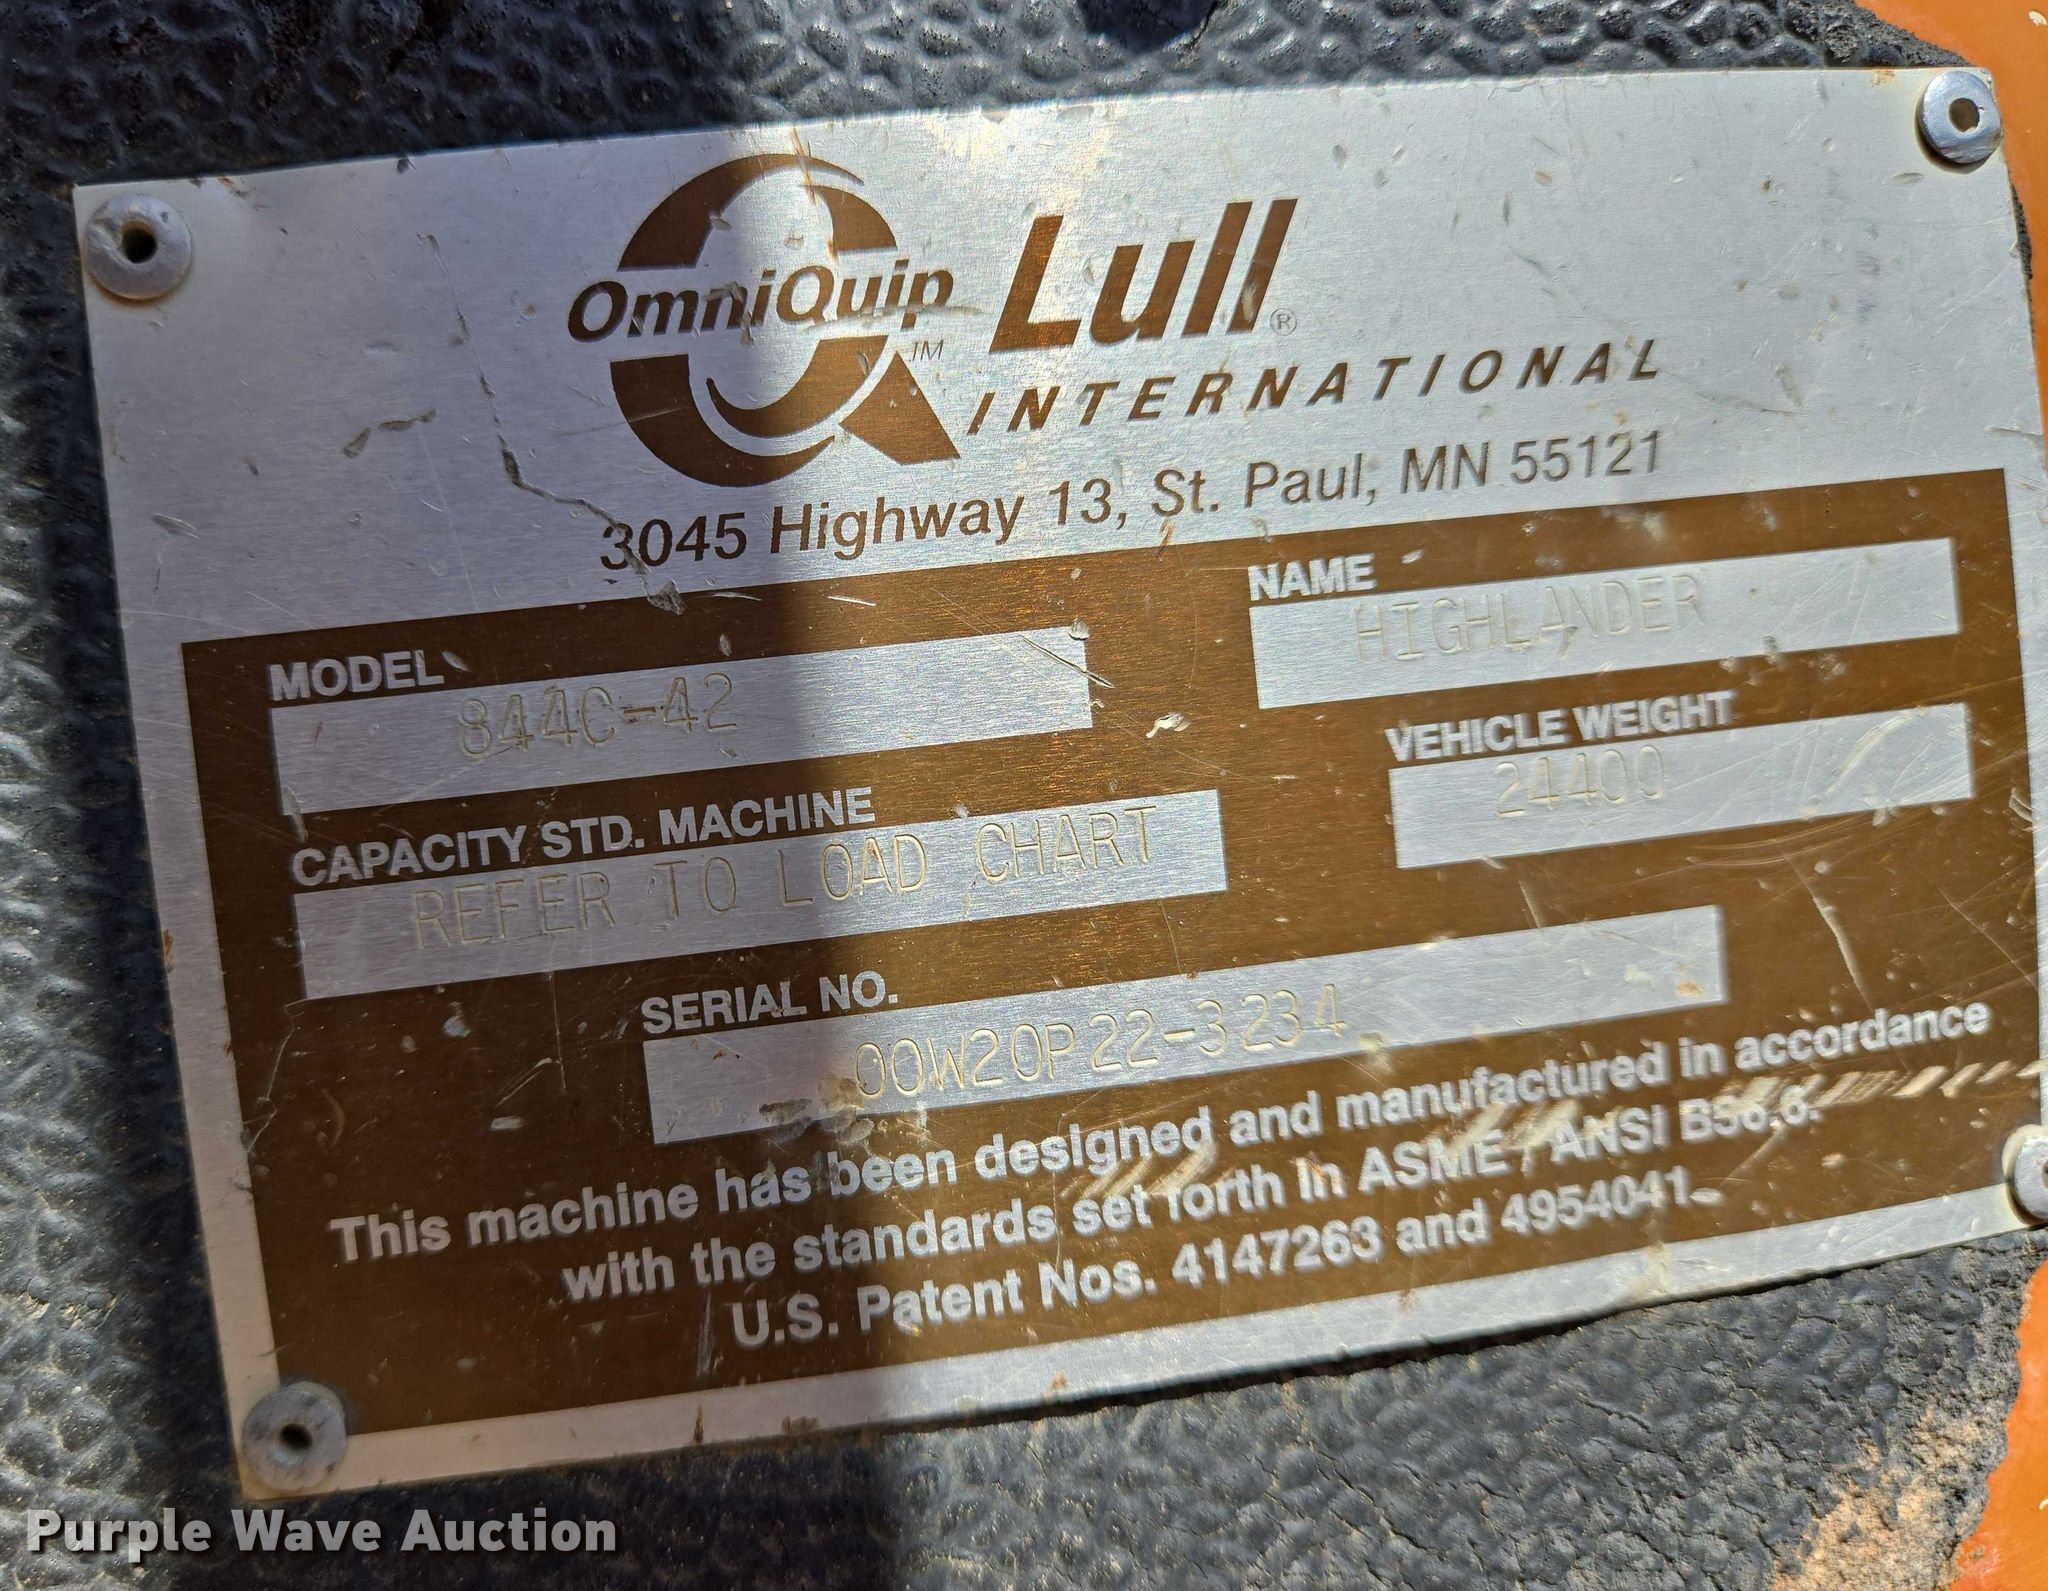 OmniQuip™ Lull®
INTERNATIONAL
3045 Highway 13, St. Paul, MN 55121
MODEL
844C-42
NAME
HIGHLANDER
CAPACITY STD. MACHINE
REFER TO LOAD CHART
VEHICLE WEIGHT
24400
SERIAL NO.
00W20P22-3234
This machine has been designed and manufactured in accordance
with the standards set forth in ASME / ANSI B56.6.
U.S. Patent Nos. 4147263 and 4954041.
Purple Wave Auction